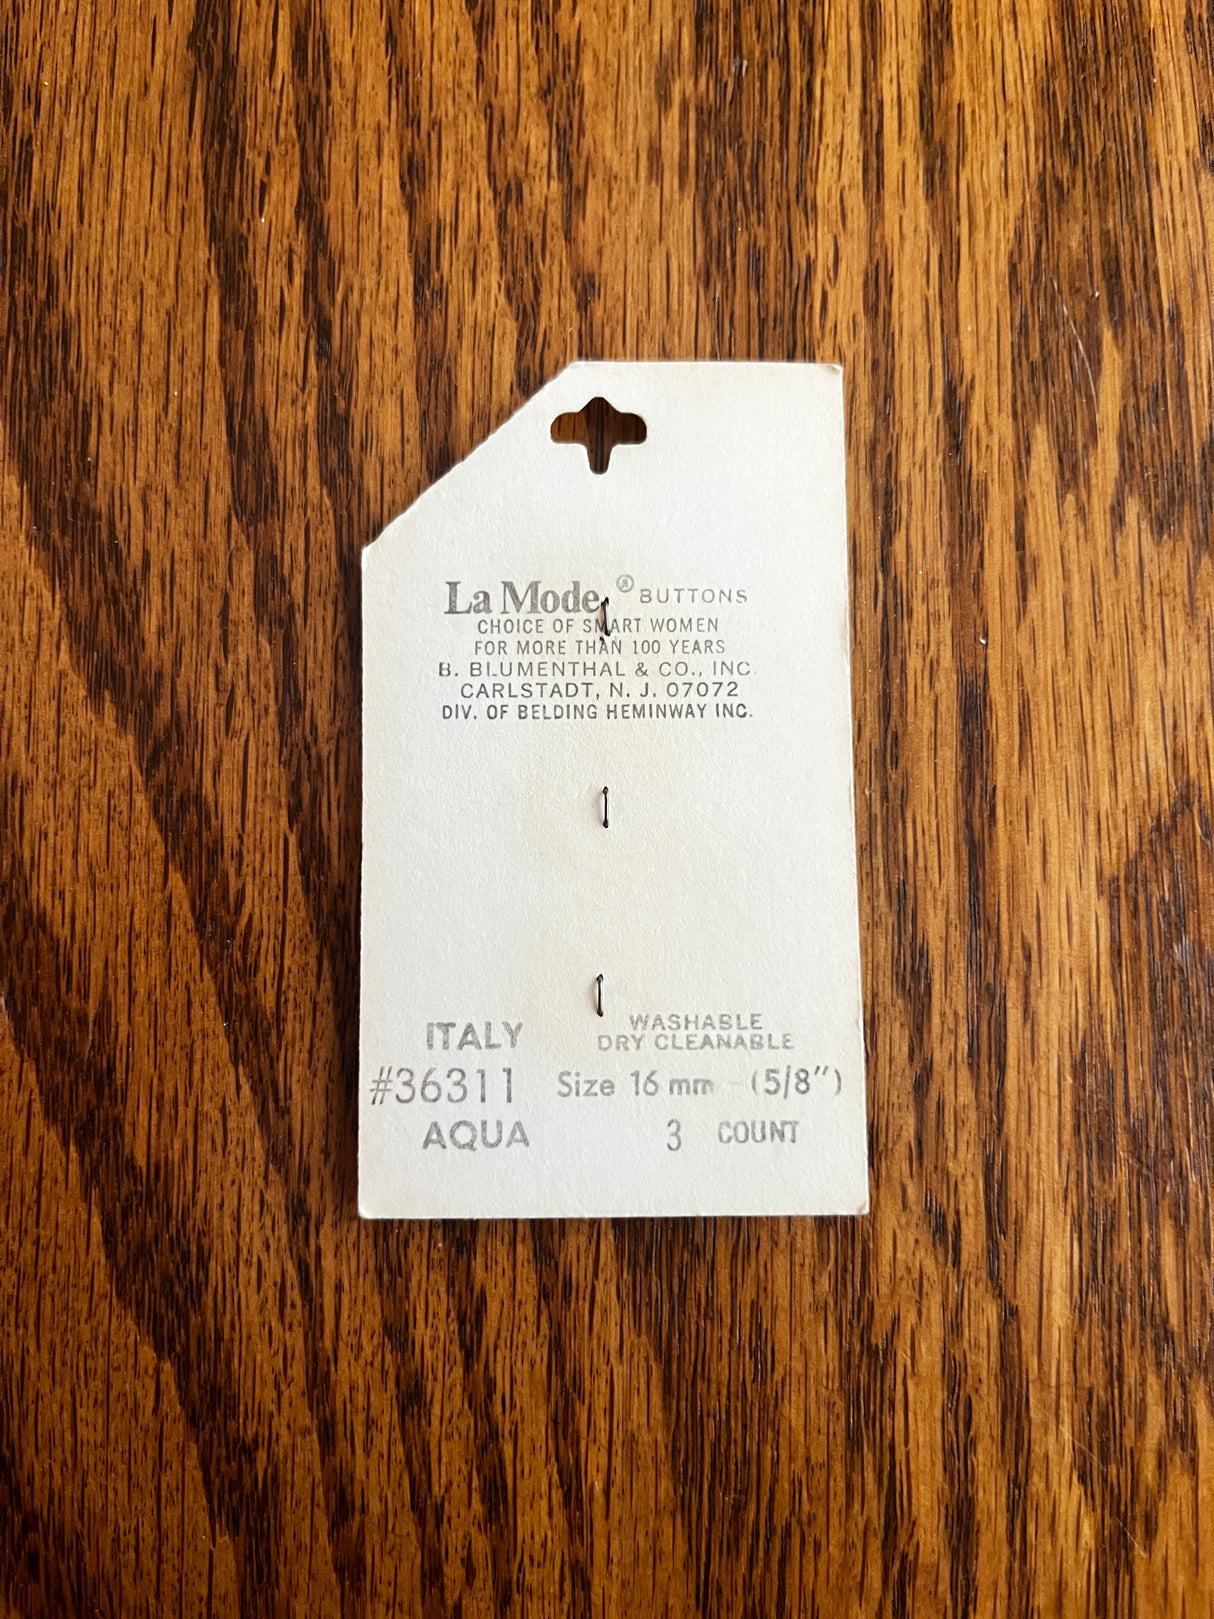 La Mode® BUTTONS
CHOICE OF SMART WOMEN
FOR MORE THAN 100 YEARS
B. BLUMENTHAL & CO., INC.
CARLSTADT, N. J. 07072
DIV. OF BELDING HEMINWAY INC.
ITALY
WASHABLE
DRY CLEANABLE
#36311 Size 16 mm - (5/8")
AQUA 3 COUNT